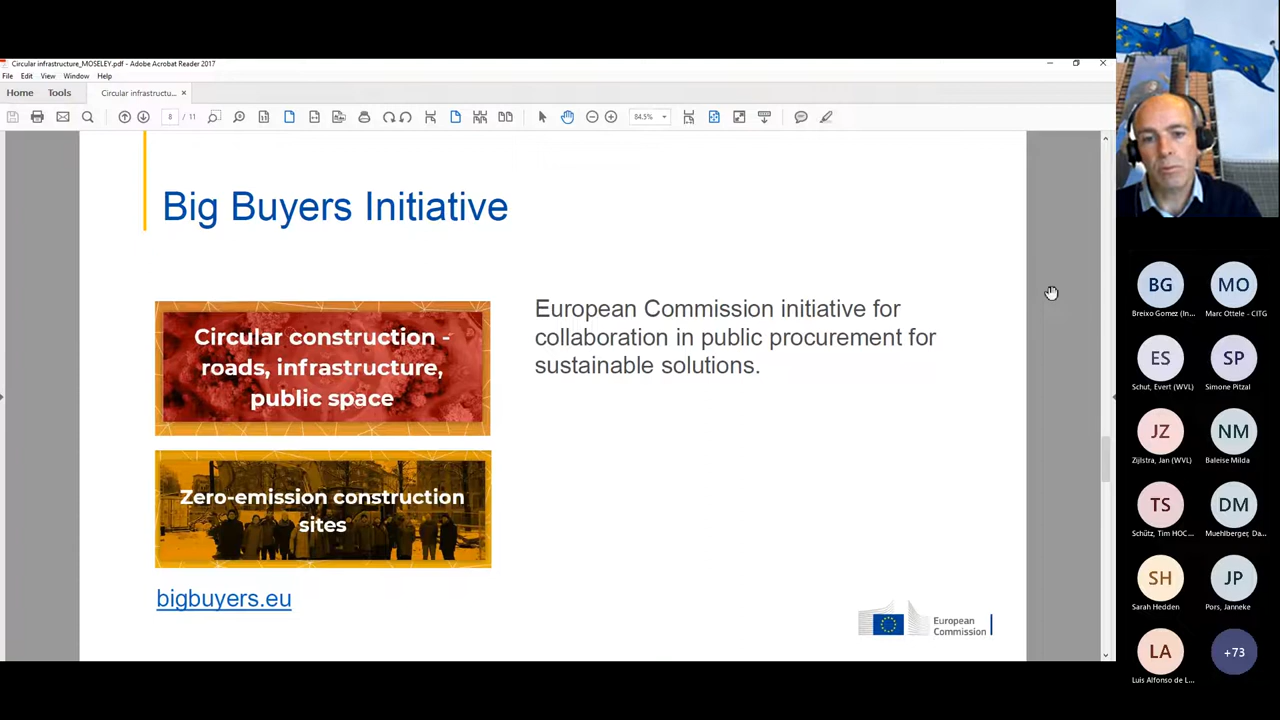 Circular infrastructure_MOSELEY.pdf - Adobe Acrobat Reader 2017
File Edit View Window Help
Home Tools Circular infrastructu... ×
8 / 11 84.5%
Big Buyers Initiative
Circular construction -
roads, infrastructure,
public space
European Commission initiative for
collaboration in public procurement for
sustainable solutions.
Zero-emission construction
sites
bigbuyers.eu
European
Commission
BG MO
Breixo Gomez (In... Marc Ottele - CITG
ES SP
Schut, Evert (WVL) Simone Pitzal
JZ NM
Zijlstra, Jan (WVL) Baleise Milda
TS DM
Schütz, Tim HOC... Muehlberger, Da...
SH JP
Sarah Hedden Pors, Janneke
LA +73
Luis Alfonso de L...